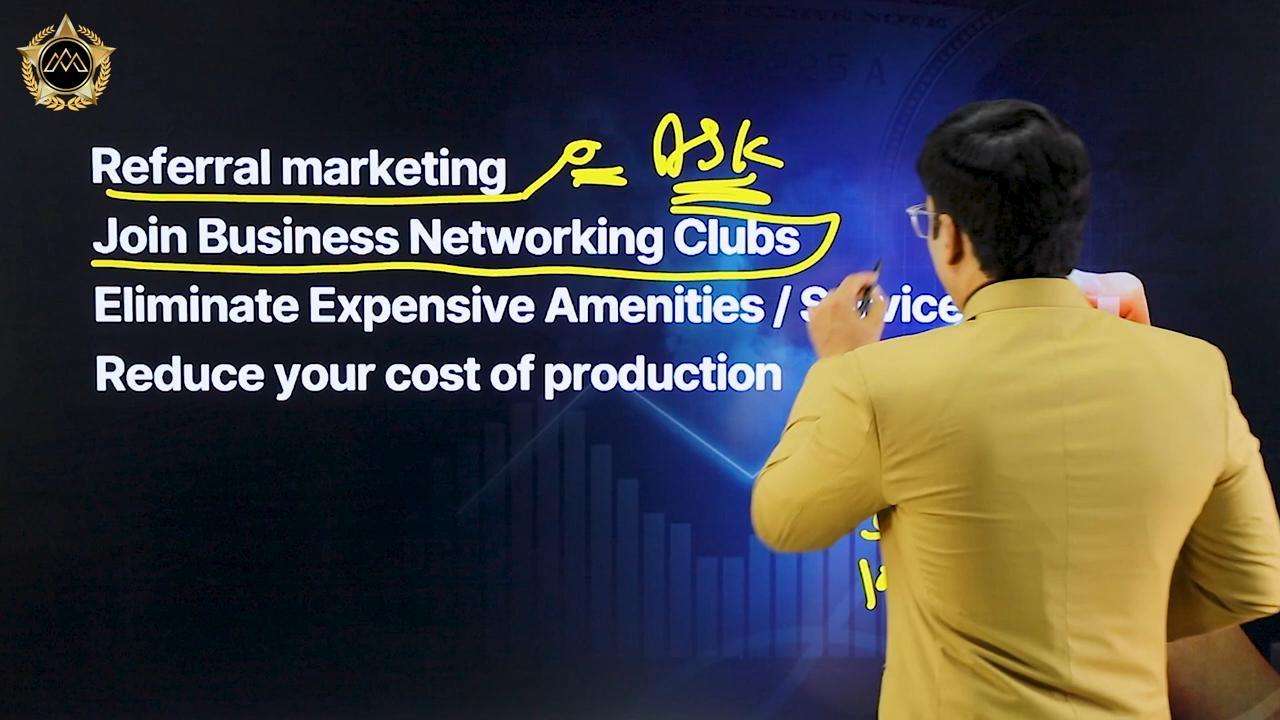 Referral marketing ASK
Join Business Networking Clubs
Eliminate Expensive Amenities /
Reduce your cost of production